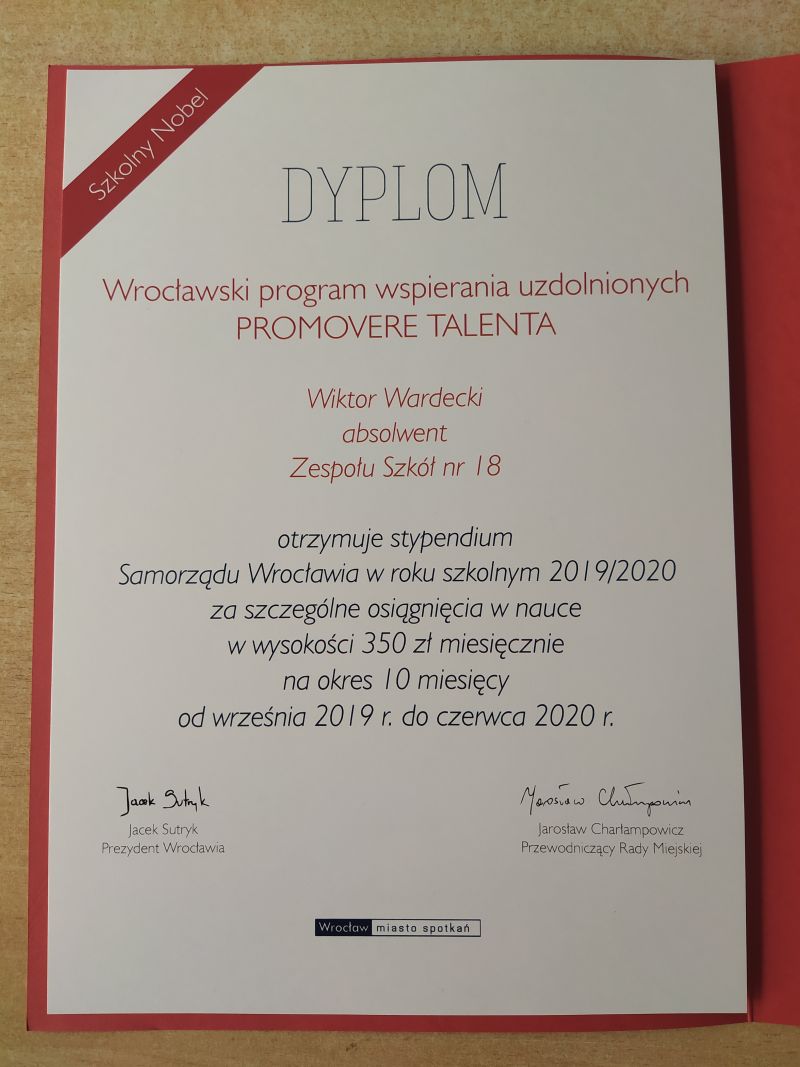 Szkolny Nobel
DYPLOM
Wrocławski program wspierania uzdolnionych
PROMOVERE TALENTA
Wiktor Wardecki
absolwent
Zespołu Szkół nr 18
otrzymuje stypendium
Samorządu Wrocławia w roku szkolnym 2019/2020
za szczególne osiągnięcia w nauce
w wysokości 350 zł miesięcznie
na okres 10 miesięcy
od września 2019 r. do czerwca 2020 r.
Jacek Sutryk
Jacek Sutryk
Prezydent Wrocławia
Jarosław Charłampowicz
Jarosław Charłampowicz
Przewodniczący Rady Miejskiej
Wrocław miasto spotkań